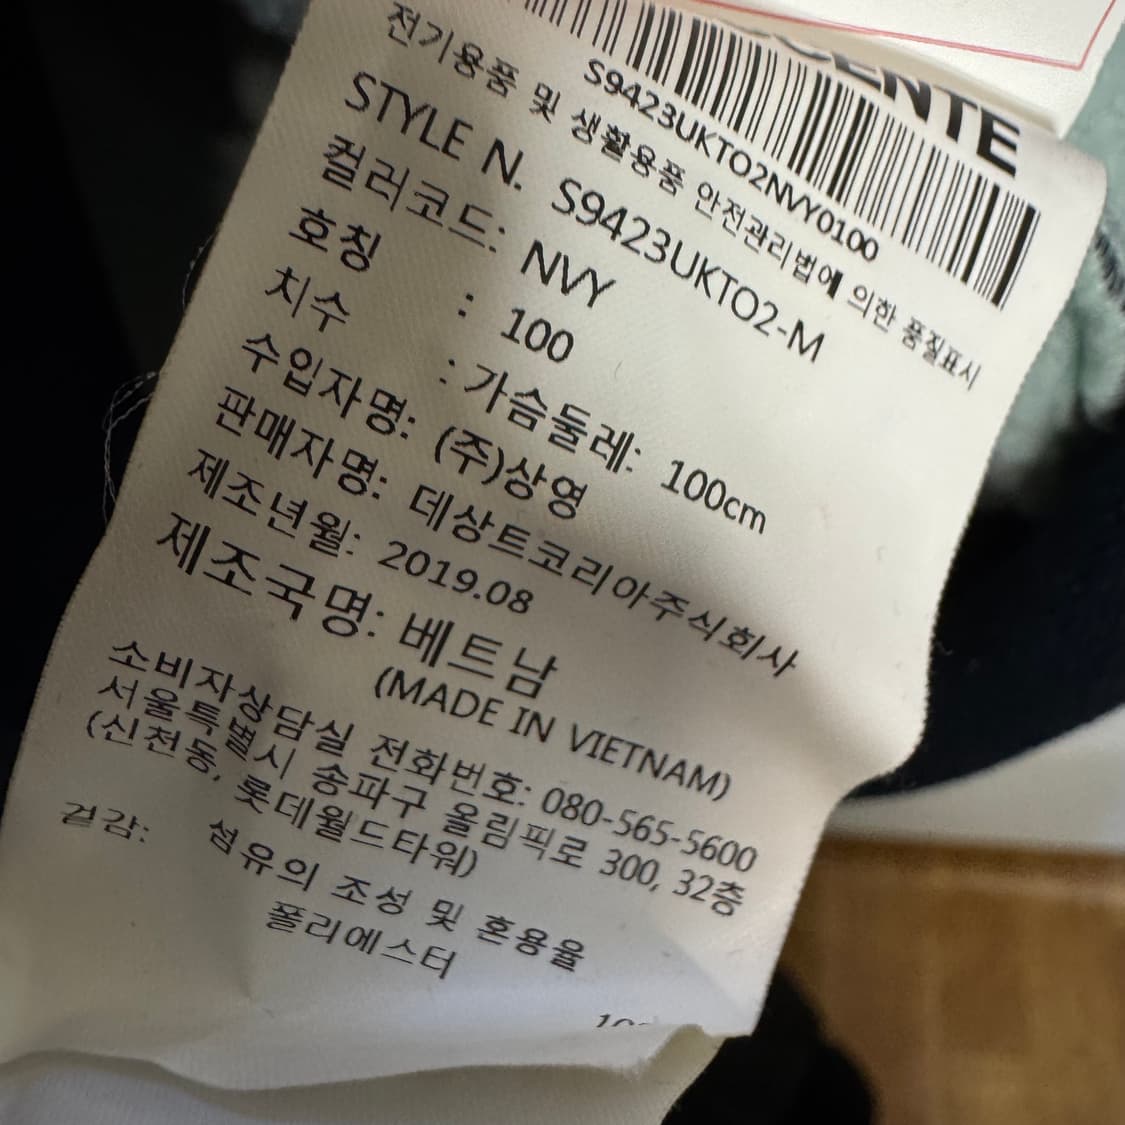 CENTE
S9423UKTO2NVY0100
전기용품 및 생활용품 안전관리법에 의한 품질표시
STYLE N. S9423UKTO2-M
컬러코드: NVY
호칭 : 100
치수 : 가슴둘레: 100cm
수입자명: (주)상영
판매자명: 데상트코리아주식회사
제조년월: 2019.08
제조국명: 베트남
(MADE IN VIETNAM)
소비자상담실 전화번호: 080-565-5600
서울특별시 송파구 올림픽로 300, 32층
(신천동, 롯데월드타워)
섬유의 조성 및 혼용율
겉감: 폴리에스터